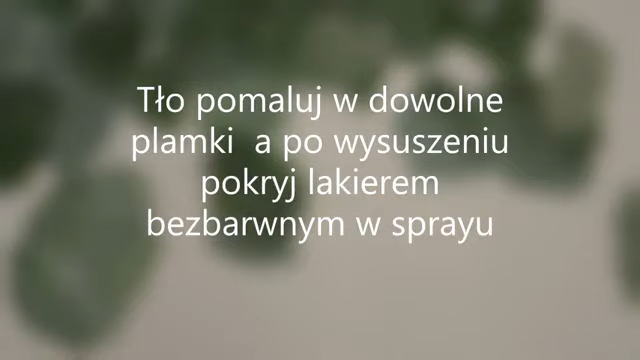 Tło pomaluj w dowolne
plamki  a po wysuszeniu
pokryj lakierem
bezbarwnym w sprayu